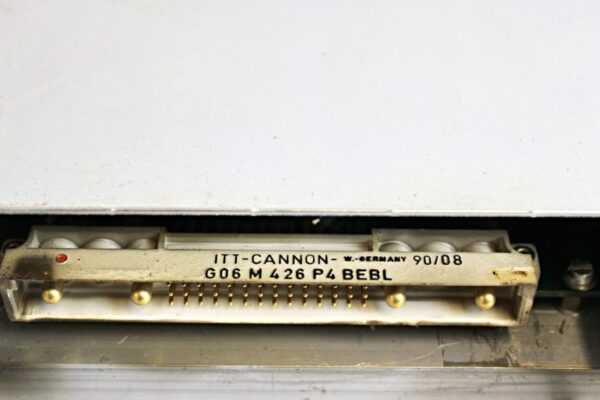 ITT-CANNON- W.-GERMANY 90/08
G06 M 426 P4 BEBL